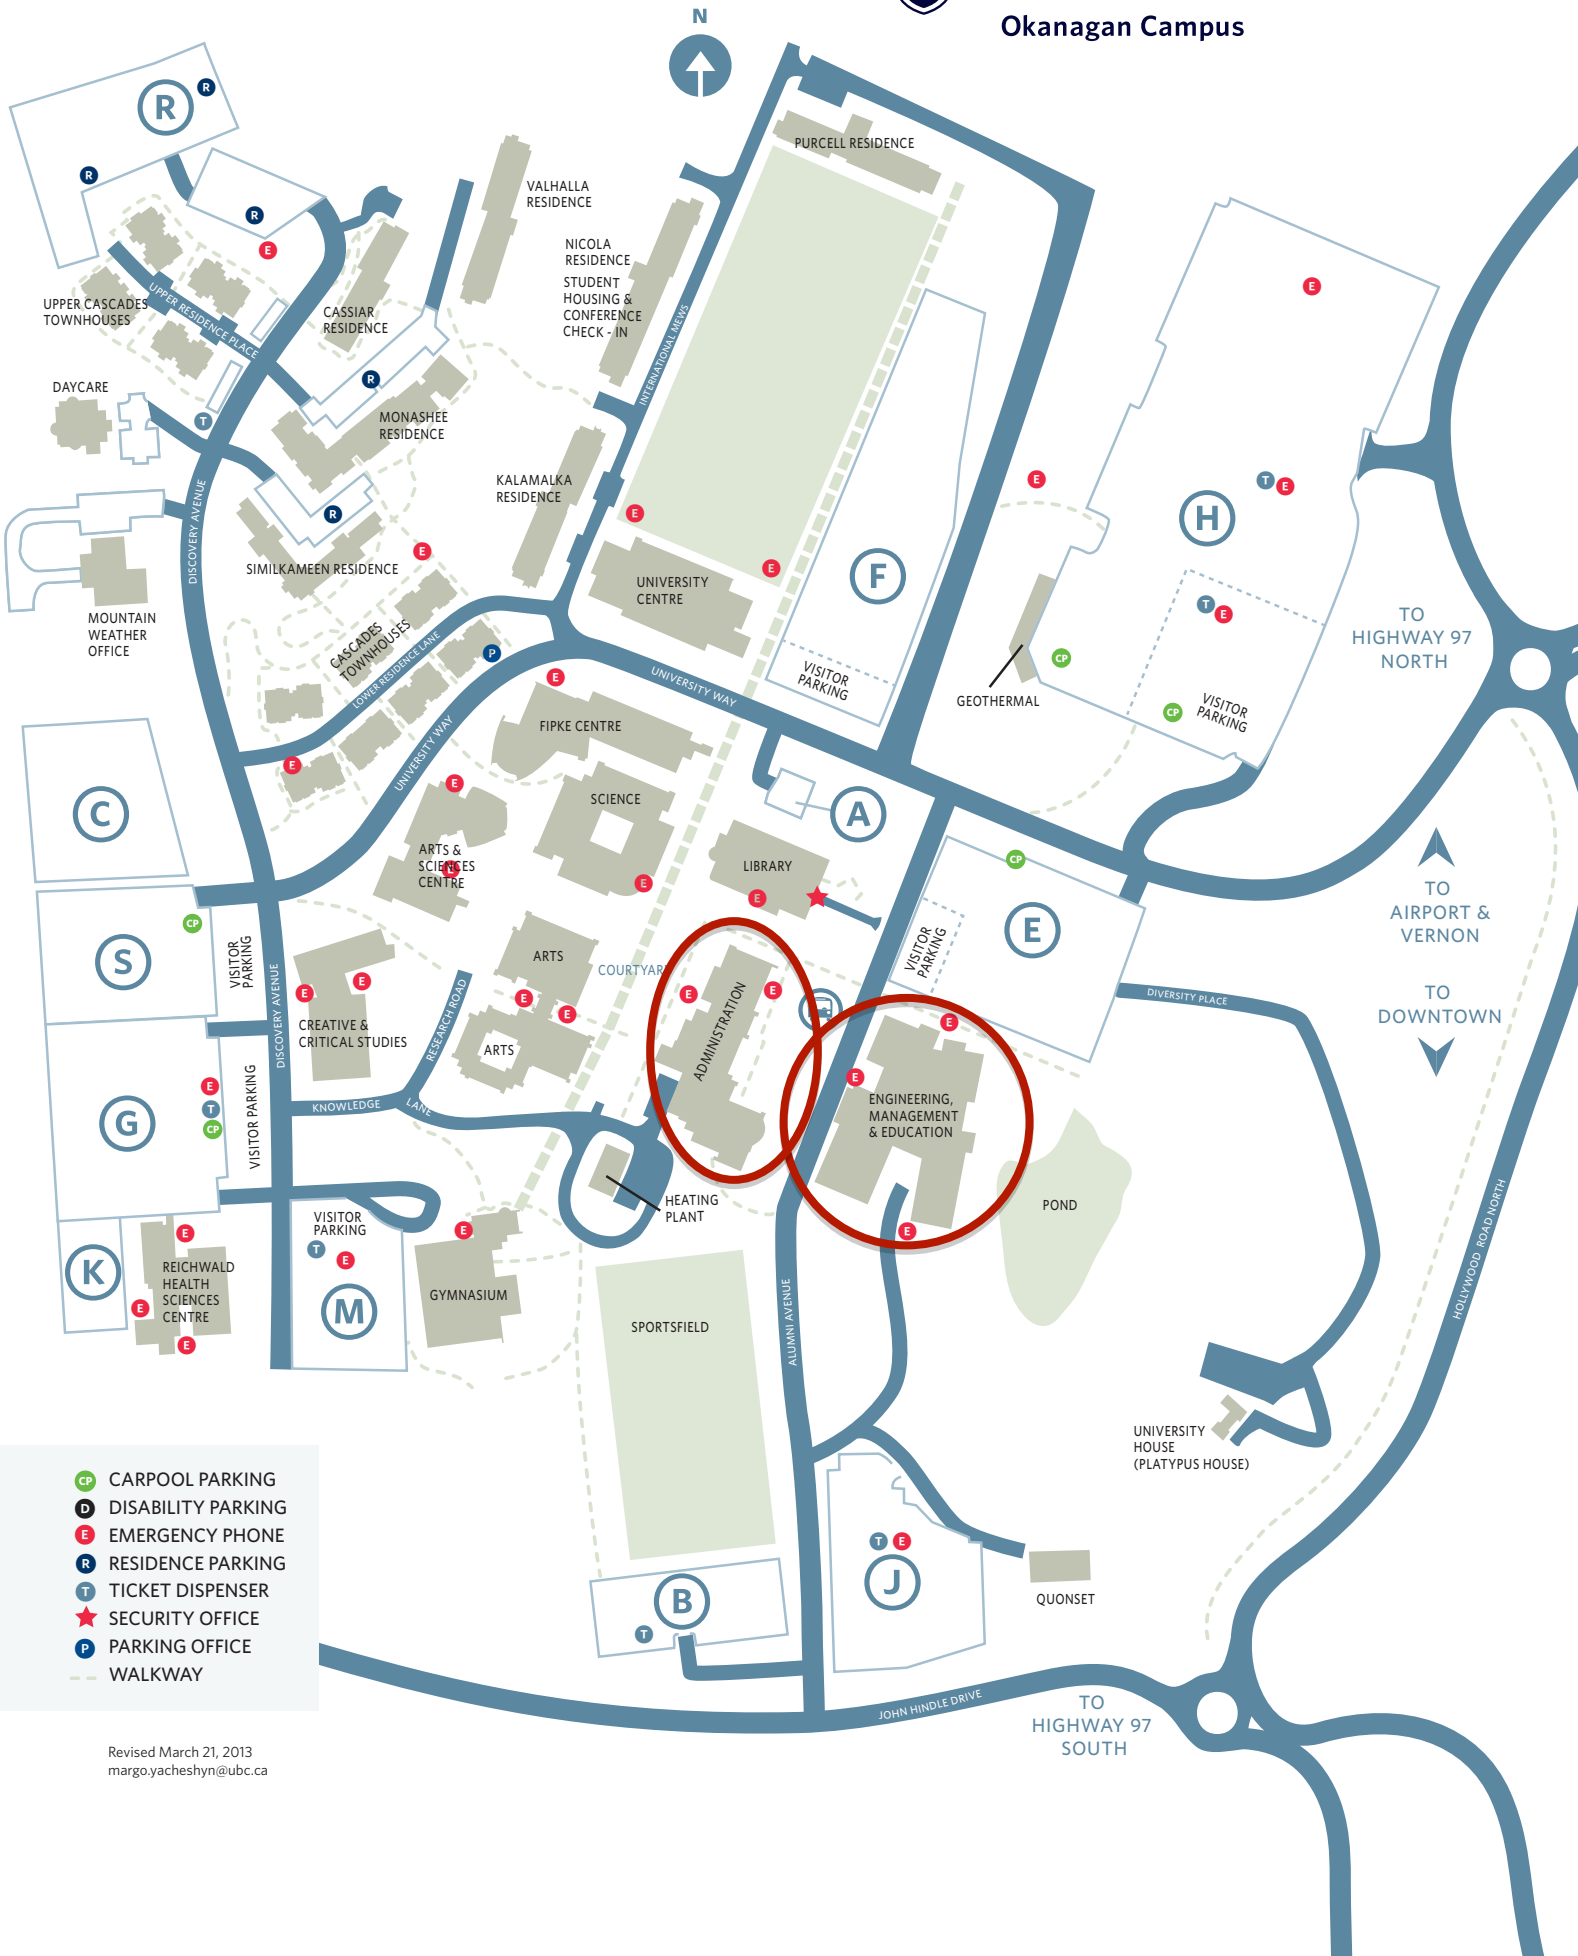 N
Okanagan Campus
R
R
R
R
E
PURCELL RESIDENCE
VALHALLA
RESIDENCE
NICOLA
RESIDENCE
STUDENT
HOUSING &
CONFERENCE
CHECK - IN
INTERNATIONAL MEWS
UPPER CASCADES
TOWNHOUSES
UPPER RESIDENCE PLACE
CASSIAR
RESIDENCE
E
R
DAYCARE
T
MONASHEE
RESIDENCE
KALAMALKA
RESIDENCE
E
T
E
H
DISCOVERY AVENUE
R
E
E
SIMILKAMEEN RESIDENCE
E
UNIVERSITY
CENTRE
F
T
E
MOUNTAIN
WEATHER
OFFICE
CASCADES
TOWNHOUSES
LOWER RESIDENCE LANE
P
TO
HIGHWAY 97
NORTH
CP
E
UNIVERSITY WAY
VISITOR
PARKING
GEOTHERMAL
CP
VISITOR
PARKING
FIPKE CENTRE
UNIVERSITY WAY
E
E
C
SCIENCE
A
ARTS &
SCIENCES
CENTRE
E
LIBRARY
CP
E
E
TO
AIRPORT &
VERNON
CP
S
VISITOR
PARKING
E
VISITOR
PARKING
ARTS
COURTYAR
E
E
E
E
E
E
ADMINISTRATION
DIVERSITY PLACE
TO
DOWNTOWN
DISCOVERY AVENUE
CREATIVE &
CRITICAL STUDIES
RESEARCH ROAD
E
E
ARTS
E
E
T
CP
G
VISITOR PARKING
KNOWLEDGE
LANE
ENGINEERING,
MANAGEMENT
& EDUCATION
HEATING
PLANT
POND
VISITOR
PARKING
E
E
E
T
E
K
REICHWALD
HEALTH
SCIENCES
CENTRE
E
E
M
GYMNASIUM
SPORTSFIELD
ALUMNI AVENUE
HOLLYWOOD ROAD NORTH
UNIVERSITY
HOUSE
(PLATYPUS HOUSE)
CP CARPOOL PARKING
D DISABILITY PARKING
E EMERGENCY PHONE
R RESIDENCE PARKING
T TICKET DISPENSER
SECURITY OFFICE
P PARKING OFFICE
WALKWAY
T
E
J
B
T
QUONSET
JOHN HINDLE DRIVE
TO
HIGHWAY 97
SOUTH
Revised March 21, 2013
margo.yacheshyn@ubc.ca